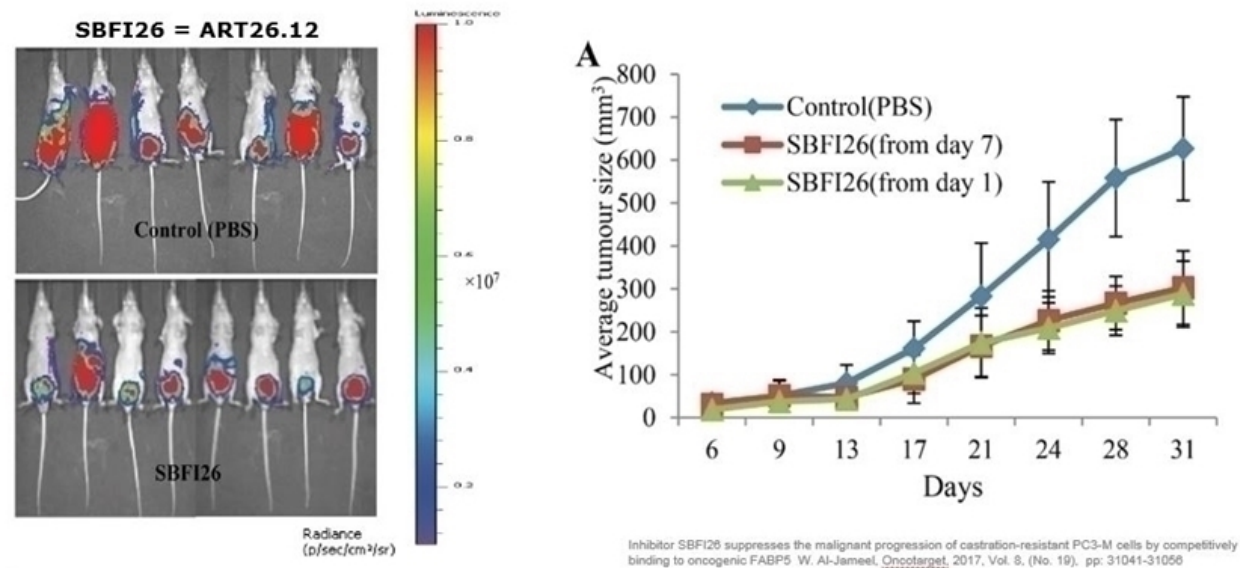 SBFI26 = ART26.12
Control (PBS)
SBFI26
Luminescence
1.0
0.8
0.6
×10⁷
0.4
0.2
Radiance
(p/sec/cm²/sr)
A
Average tumour size (mm³)
800
700
600
500
400
300
200
100
0
Control(PBS)
SBFI26(from day 7)
SBFI26(from day 1)
6 9 13 17 21 24 28 31
Days
Inhibitor SBFI26 suppresses the malignant progression of castration-resistant PC3-M cells by competitively
binding to oncogenic FABP5 W. Al-Jameel, Oncotarget, 2017, Vol. 8, (No. 19), pp: 31041-31056